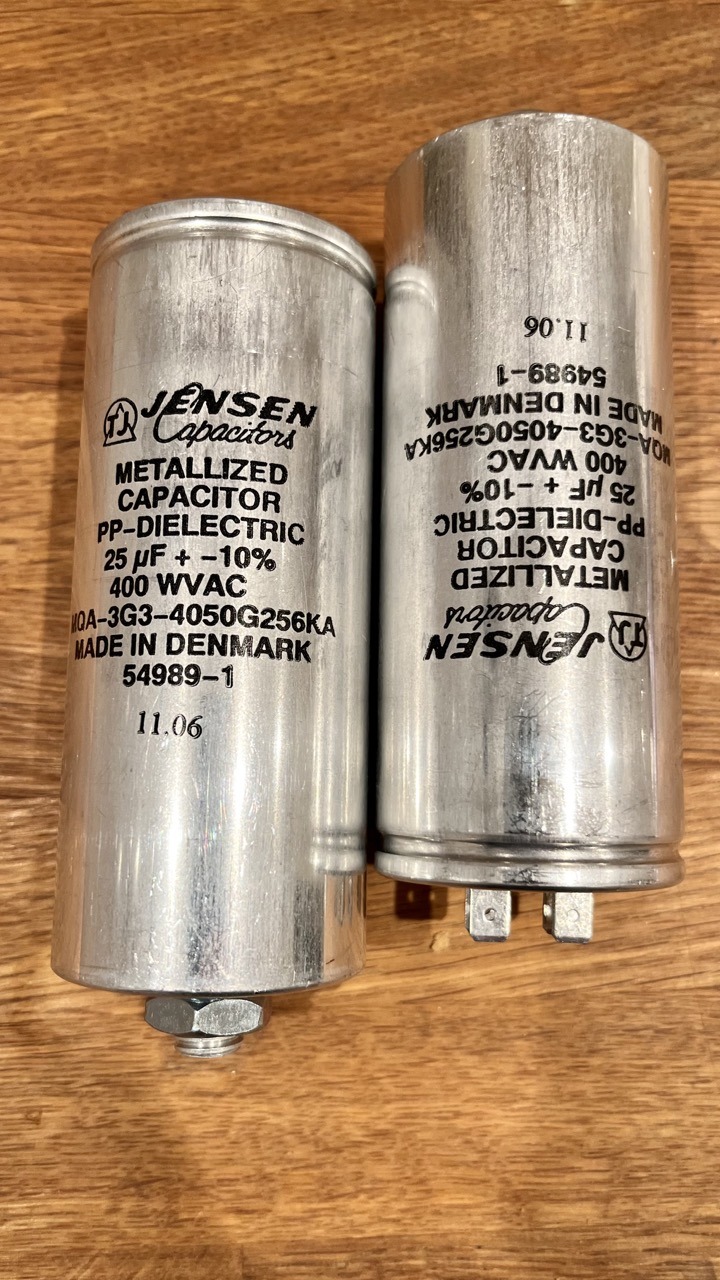 TJ
JENSEN
Capacitors
METALLIZED
CAPACITOR
PP-DIELECTRIC
25 µF + -10%
400 WVAC
MQA-3G3-4050G256KA
MADE IN DENMARK
54989-1
11.06
TJ
JENSEN
Capacitors
METALLIZED
CAPACITOR
PP-DIELECTRIC
25 µF + -10%
400 WVAC
MQA-3G3-4050G256KA
MADE IN DENMARK
54989-1
11.06